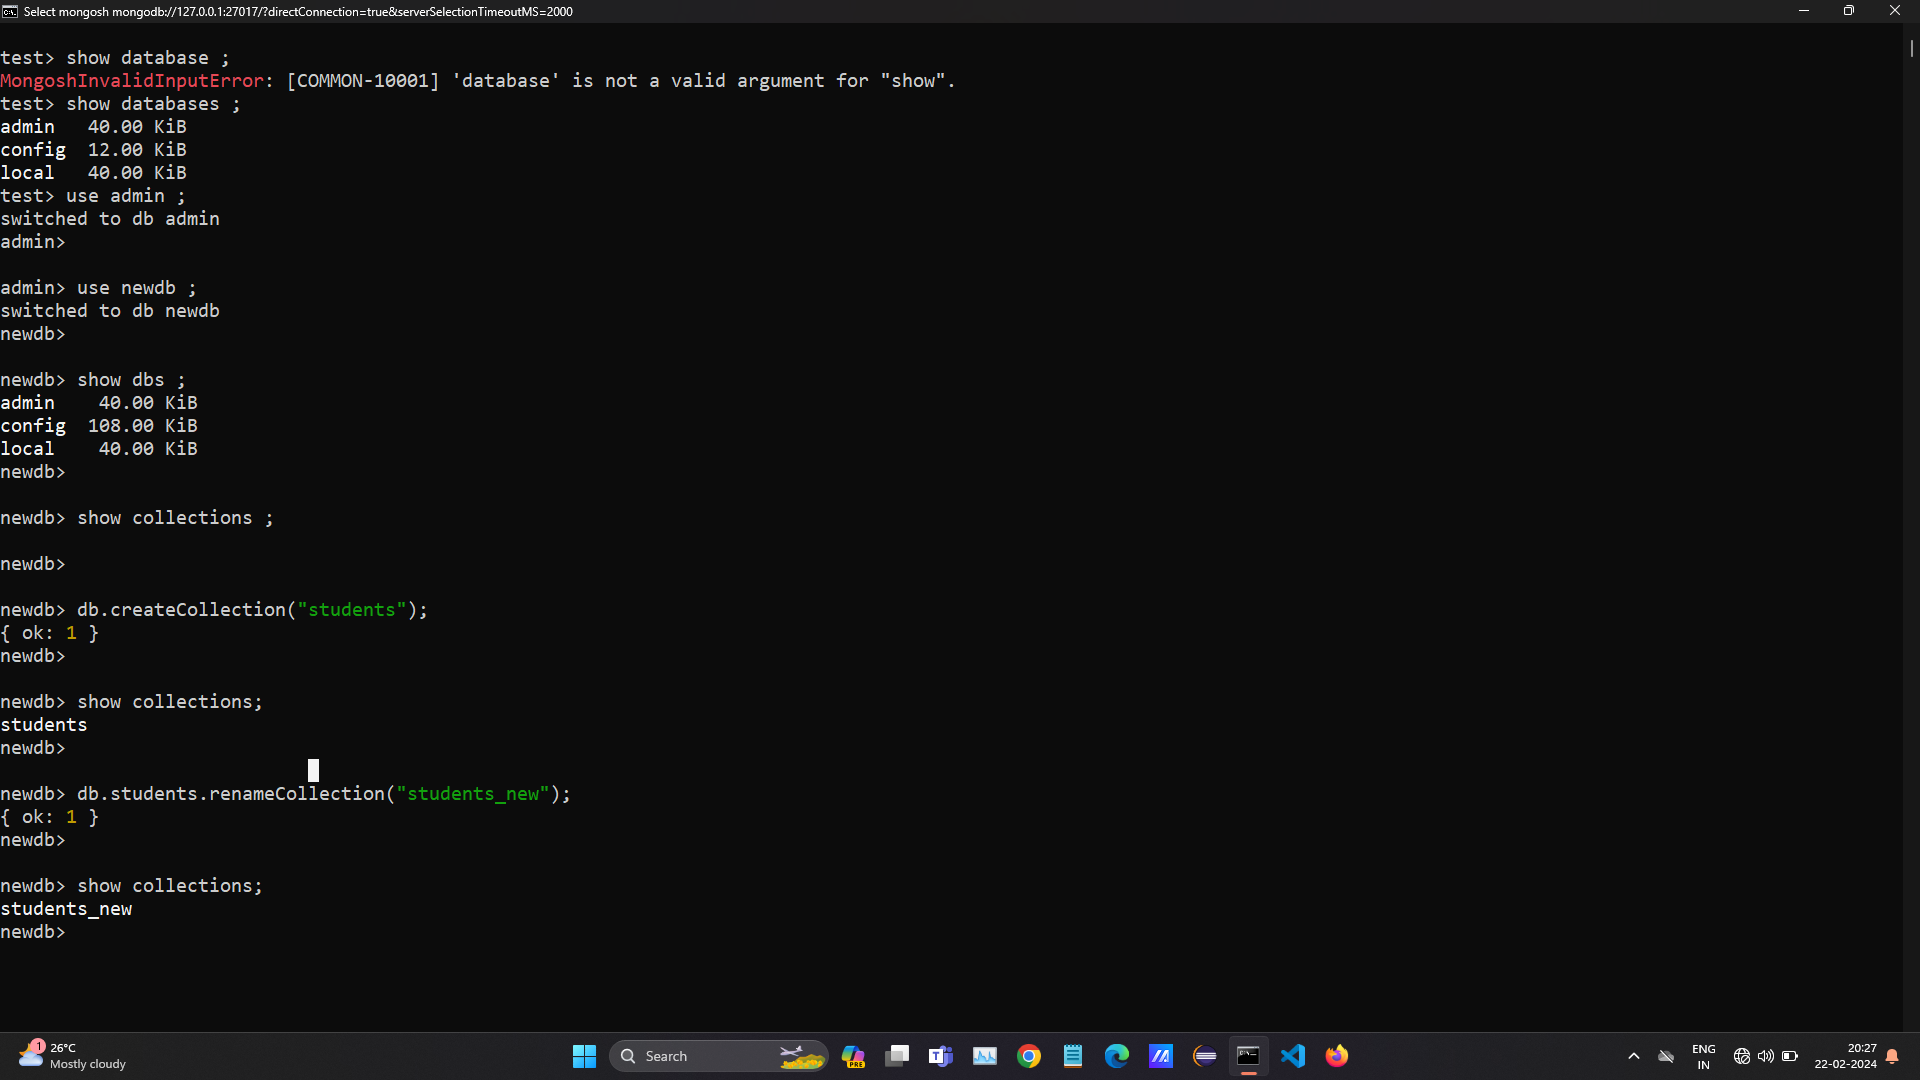 Select mongosh mongodb://127.0.0.1:27017/?directConnection=true&serverSelectionTimeoutMS=2000
test> show database ;
MongoshInvalidInputError: [COMMON-10001] 'database' is not a valid argument for "show".
test> show databases ;
admin   40.00 KiB
config  12.00 KiB
local   40.00 KiB
test> use admin ;
switched to db admin
admin>
admin> use newdb ;
switched to db newdb
newdb>
newdb> show dbs ;
admin    40.00 KiB
config  108.00 KiB
local    40.00 KiB
newdb>
newdb> show collections ;
newdb>
newdb> db.createCollection("students");
{ ok: 1 }
newdb>
newdb> show collections;
students
newdb>
newdb> db.students.renameCollection("students_new");
{ ok: 1 }
newdb>
newdb> show collections;
students_new
newdb>
1
26°C
Mostly cloudy
Search
PRE
ENG
IN
20:27
22-02-2024